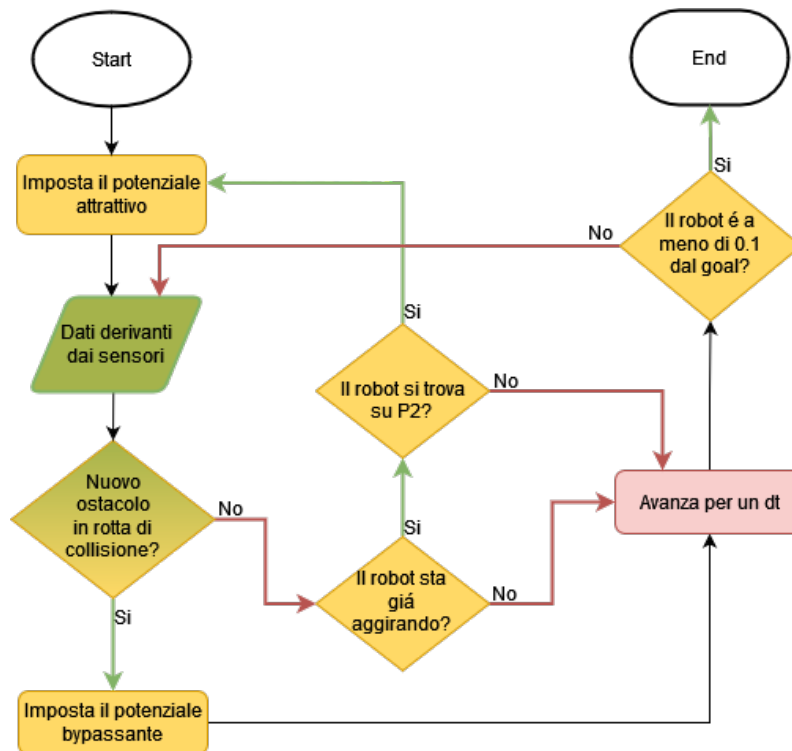 Start
End
Imposta il potenziale
attrattivo
Si
Il robot é a
meno di 0.1
dal goal?
No
Dati derivanti
dai sensori
Si
Il robot si trova
su P2?
No
Nuovo
ostacolo
in rotta di
collisione?
No
Avanza per un dt
Si
Il robot sta
giá
aggirando?
No
Si
Imposta il potenziale
bypassante